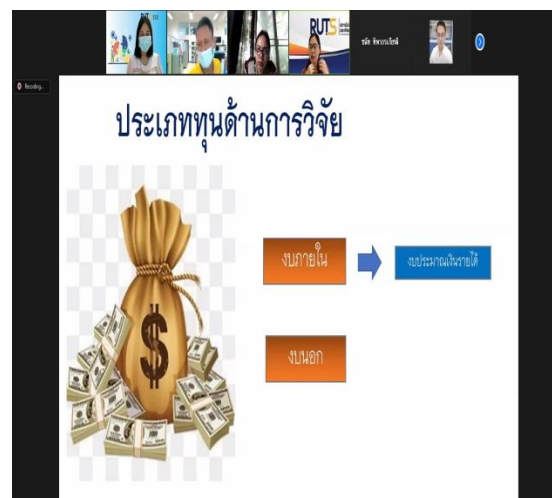 RUTS
Recording...
ประเภททุนด้านการวิจัย
งบภายใน
งบประมาณเงินรายได้
งบนอก
$